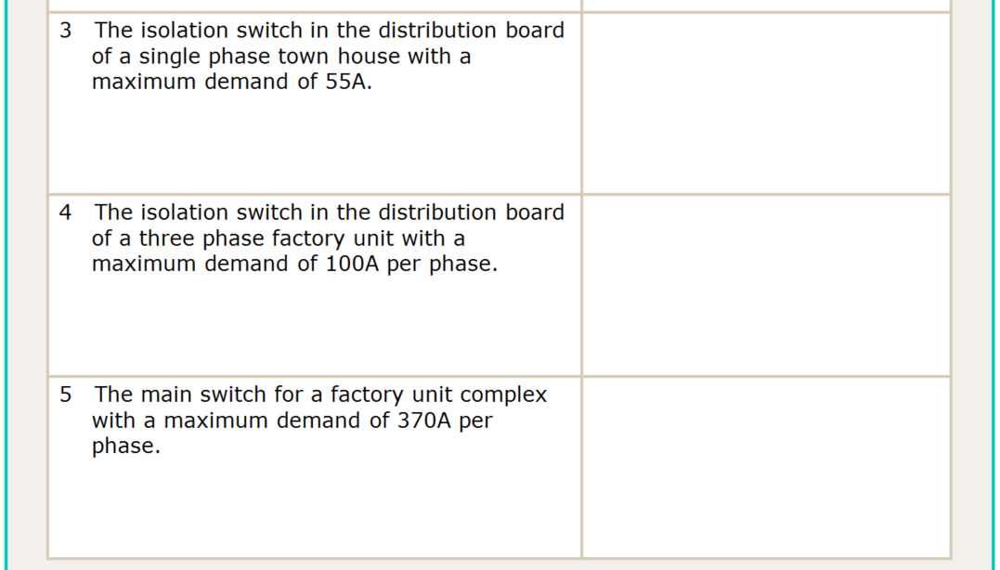 3 The isolation switch in the distribution board
of a single phase town house with a
maximum demand of 55A.
4 The isolation switch in the distribution board
of a three phase factory unit with a
maximum demand of 100A per phase.
5 The main switch for a factory unit complex
with a maximum demand of 370A per
phase.